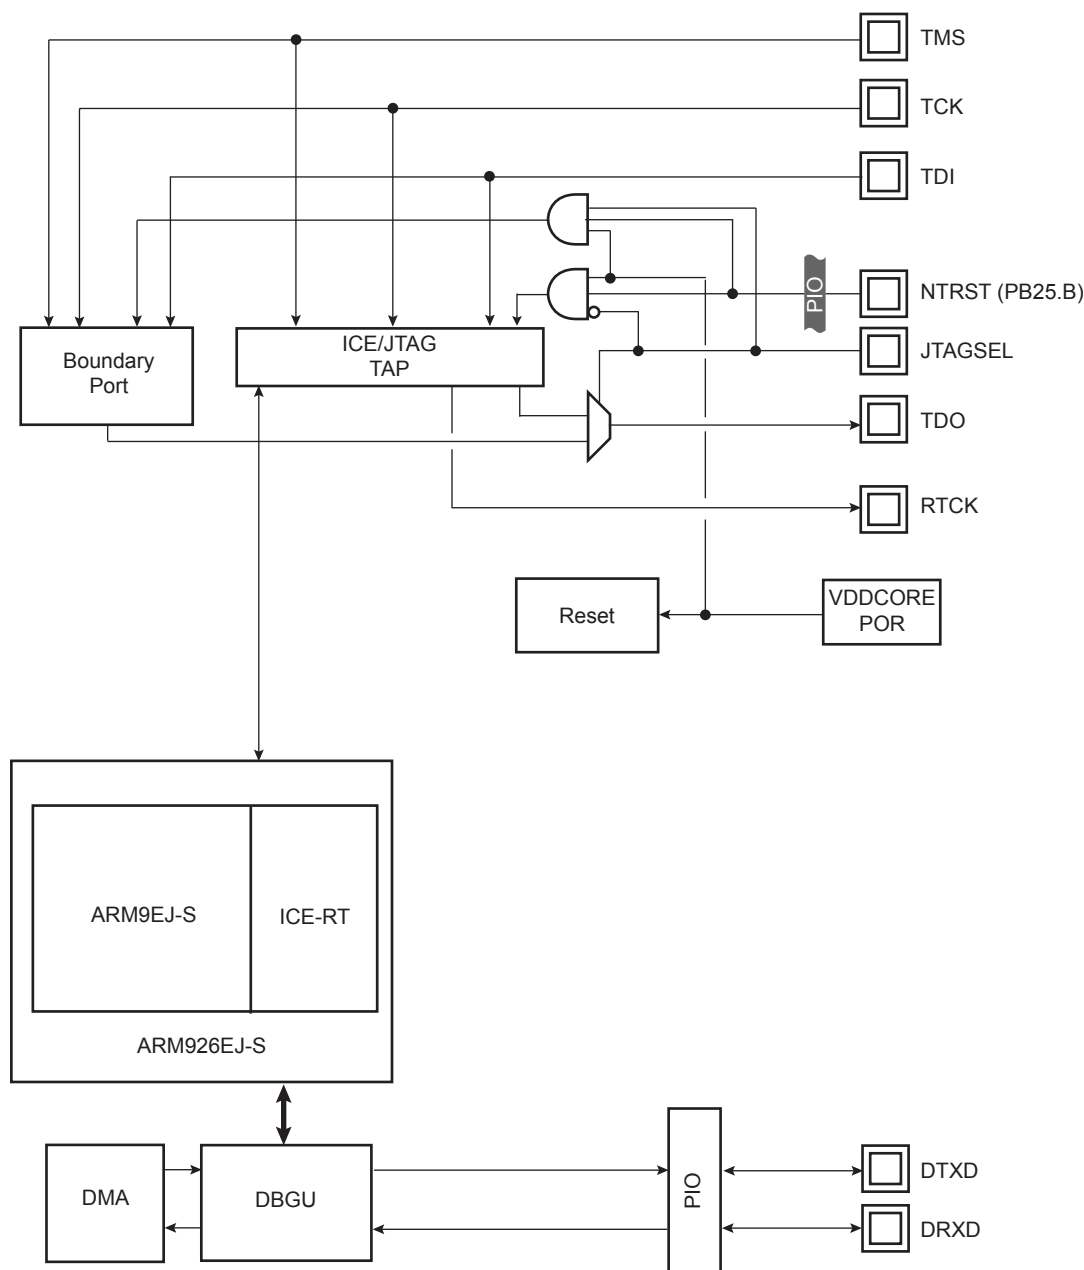 TMS
TCK
TDI
PIO
NTRST (PB25.B)
JTAGSEL
ICE/JTAG
TAP
Boundary
Port
TDO
RTCK
Reset
VDDCORE
POR
ARM9EJ-S
ICE-RT
ARM926EJ-S
DMA
DBGU
PIO
DTXD
DRXD